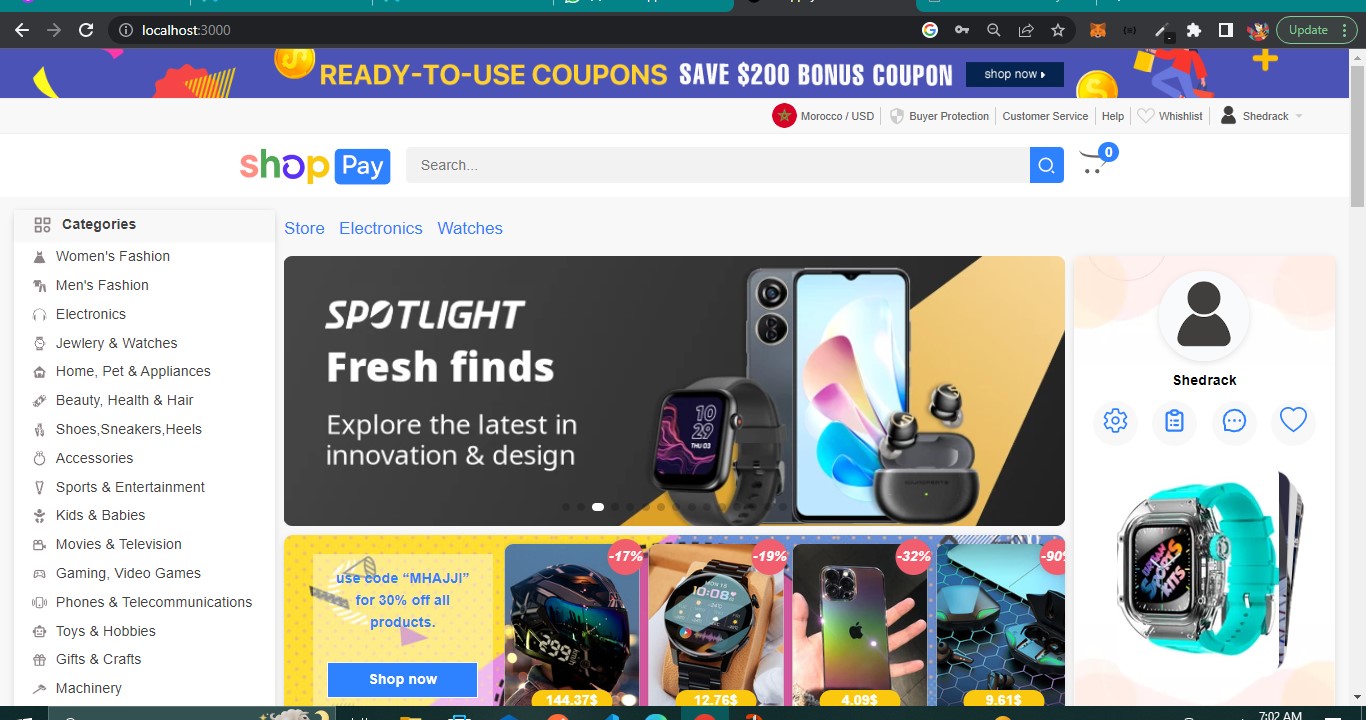 localhost:3000
Update
READY-TO-USE COUPONS SAVE $200 BONUS COUPON
shop now
Morocco / USD
Buyer Protection
Customer Service
Help
Whishlist
Shedrack
shop Pay
Search...
0
Categories
Women's Fashion
Men's Fashion
Electronics
Jewlery & Watches
Home, Pet & Appliances
Beauty, Health & Hair
Shoes,Sneakers,Heels
Accessories
Sports & Entertainment
Kids & Babies
Movies & Television
Gaming, Video Games
Phones & Telecommunications
Toys & Hobbies
Gifts & Crafts
Machinery
Store Electronics Watches
SPOTLIGHT
Fresh finds
Explore the latest in
innovation & design
10
29
THU 03
Shedrack
use code “MHAJJI”
for 30% off all
products.
Shop now
-17%
299
144.37$
-19%
10:08
12.76$
-32%
4.09$
-90%
9.61$
7:02 AM